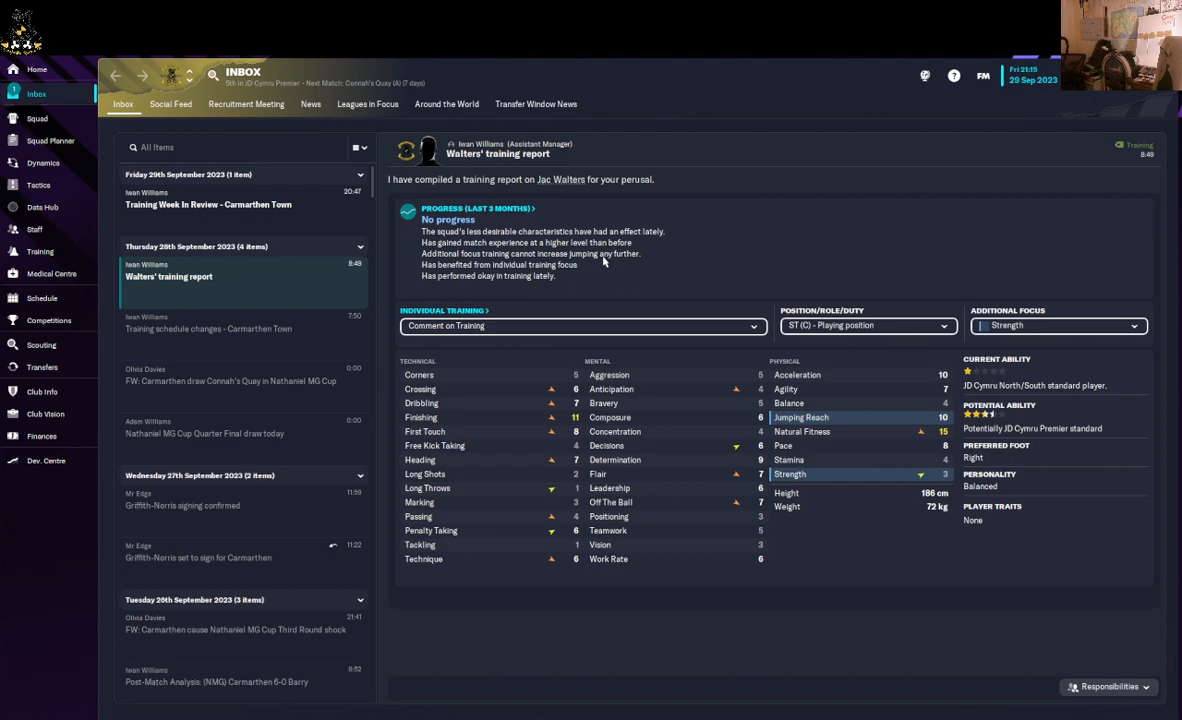 INBOX
5th in JD Cymru Premier - Next Match: Connah's Quay (A) (7 days)
FM
Fri 21:15
29 Sep 2023
Home
1
Inbox
Squad
Squad Planner
Dynamics
Tactics
Data Hub
Staff
Training
Medical Centre
Schedule
Competitions
Scouting
Transfers
Club Info
Club Vision
Finances
Dev. Centre
Inbox
Social Feed
Recruitment Meeting
News
Leagues in Focus
Around the World
Transfer Window News
All Items
Friday 29th September 2023 (1 item)
Iwan Williams 20:47
Training Week In Review - Carmarthen Town
Thursday 28th September 2023 (4 items)
Iwan Williams 8:49
Walters' training report
Iwan Williams 7:50
Training schedule changes - Carmarthen Town
Olivia Davies 0:00
FW: Carmarthen draw Connah's Quay in Nathaniel MG Cup
Adam Williams 0:00
Nathaniel MG Cup Quarter Final draw today
Wednesday 27th September 2023 (2 items)
Mr Edge 11:59
Griffith-Norris signing confirmed
Mr Edge 11:22
Griffith-Norris set to sign for Carmarthen
Tuesday 26th September 2023 (3 items)
Olivia Davies 21:41
FW: Carmarthen cause Nathaniel MG Cup Third Round shock
Iwan Williams 8:52
Post-Match Analysis: (NMG) Carmarthen 6-0 Barry
Iwan Williams (Assistant Manager)
Walters' training report
Training
8:49
I have compiled a training report on Jac Walters for your perusal.
PROGRESS (LAST 3 MONTHS)
No progress
The squad's less desirable characteristics have had an effect lately.
Has gained match experience at a higher level than before
Additional focus training cannot increase jumping any further.
Has benefited from individual training focus
Has performed okay in training lately.
INDIVIDUAL TRAINING
Comment on Training
POSITION/ROLE/DUTY
ST (C) - Playing position
ADDITIONAL FOCUS
Strength
TECHNICAL
Corners 5
Crossing 6
Dribbling 7
Finishing 11
First Touch 8
Free Kick Taking 4
Heading 7
Long Shots 2
Long Throws 1
Marking 3
Passing 4
Penalty Taking 6
Tackling 1
Technique 6
MENTAL
Aggression 5
Anticipation 4
Bravery 5
Composure 6
Concentration 4
Decisions 6
Determination 9
Flair 7
Leadership 6
Off The Ball 7
Positioning 3
Teamwork 5
Vision 3
Work Rate 6
PHYSICAL
Acceleration 10
Agility 7
Balance 4
Jumping Reach 10
Natural Fitness 15
Pace 8
Stamina 4
Strength 3
Height 186 cm
Weight 72 kg
CURRENT ABILITY
JD Cymru North/South standard player.
POTENTIAL ABILITY
Potentially JD Cymru Premier standard
PREFERRED FOOT
Right
PERSONALITY
Balanced
PLAYER TRAITS
None
Responsibilities